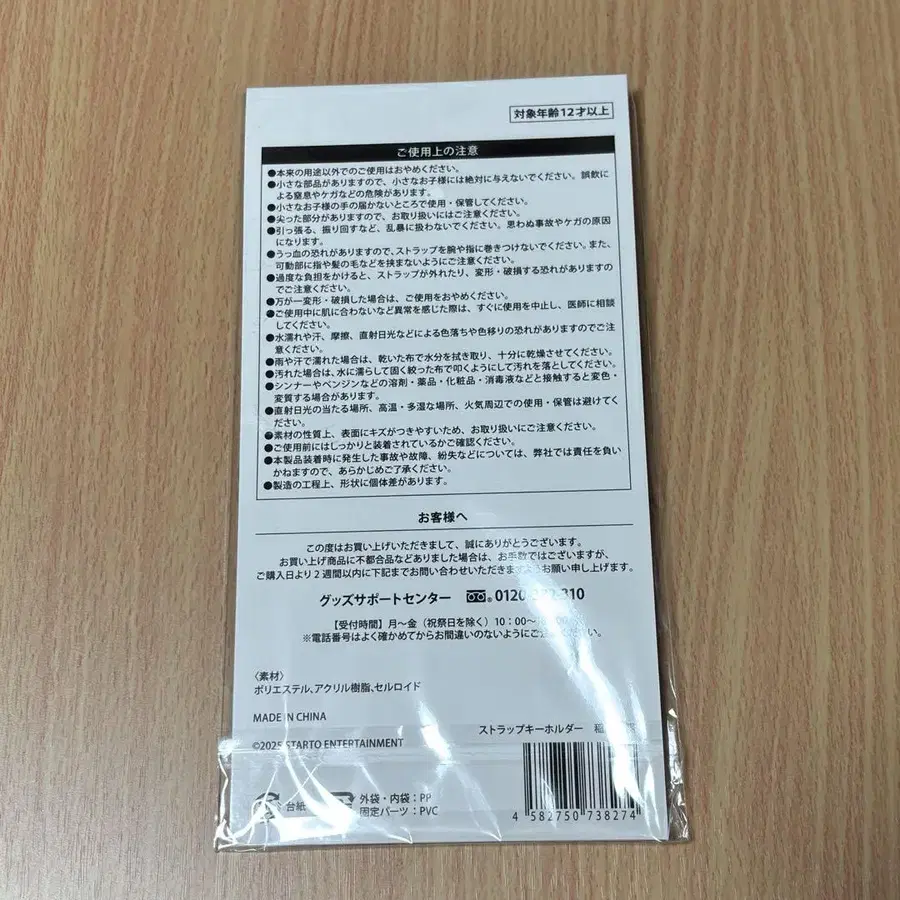 対象年齢12才以上
ご使用上の注意
●本来の用途以外でのご使用はおやめください。
●小さな部品がありますので、小さなお子様には絶対に与えないでください。誤飲に
よる窒息やケガなどの危険があります。
●小さなお子様の手の届かないところで使用・保管してください。
●尖った部分がありますので、お取り扱いにはご注意ください。
●引っ張る、振り回すなど、乱暴に扱わないでください。思わぬ事故やケガの原因
になります。
●うっ血の恐れがありますので、ストラップを腕や指に巻きつけないでください。また、
可動部に指や髪の毛などを挟まないようにご注意ください。
●過度な負担をかけると、ストラップが外れたり、変形・破損する恐れがありますの
でご注意ください。
●万が一変形・破損した場合は、ご使用をおやめください。
●ご使用中に肌に合わないなど異常を感じた際は、すぐに使用を中止し、医師に相談
してください。
●水濡れや汗、摩擦、直射日光などによる色落ちや色移りの恐れがありますのでご注
意ください。
●雨や汗で濡れた場合は、乾いた布で水分を拭き取り、十分に乾燥させてください。
●汚れた場合は、水に濡らして固く絞った布で叩くようにして汚れを落としてください。
●シンナーやベンジンなどの溶剤・薬品・化粧品・消毒液などと接触すると変色・
変質する場合があります。
●直射日光の当たる場所、高温・多湿な場所、火気周辺での使用・保管は避けてく
ださい。
●素材の性質上、表面にキズがつきやすいため、お取り扱いにご注意ください。
●ご使用前にはしっかりと装着されているかご確認ください。
●本製品装着時に発生した事故や故障、紛失などについては、弊社では責任を負い
かねますので、あらかじめご了承ください。
●製造の工程上、形状に個体差があります。
お客様へ
この度はお買い上げいただきまして、誠にありがとうございます。
お買い上げ商品に不都合品などありました場合は、お手数ではございますが、
ご購入日より2週間以内に下記までお問い合わせいただきますようお願い申し上げます。
グッズサポートセンター 0120-
【受付時間】月～金（祝祭日を除く）10：00～
※電話番号はよく確かめてからお間違いのないようにご
〈素材〉
ポリエステル、アクリル樹脂、セルロイド
MADE IN CHINA
ストラップキーホルダー
©2025 STARTO ENTERTAINMENT
台紙
外袋・内袋：PP
固定パーツ：PVC
4 582750 738274